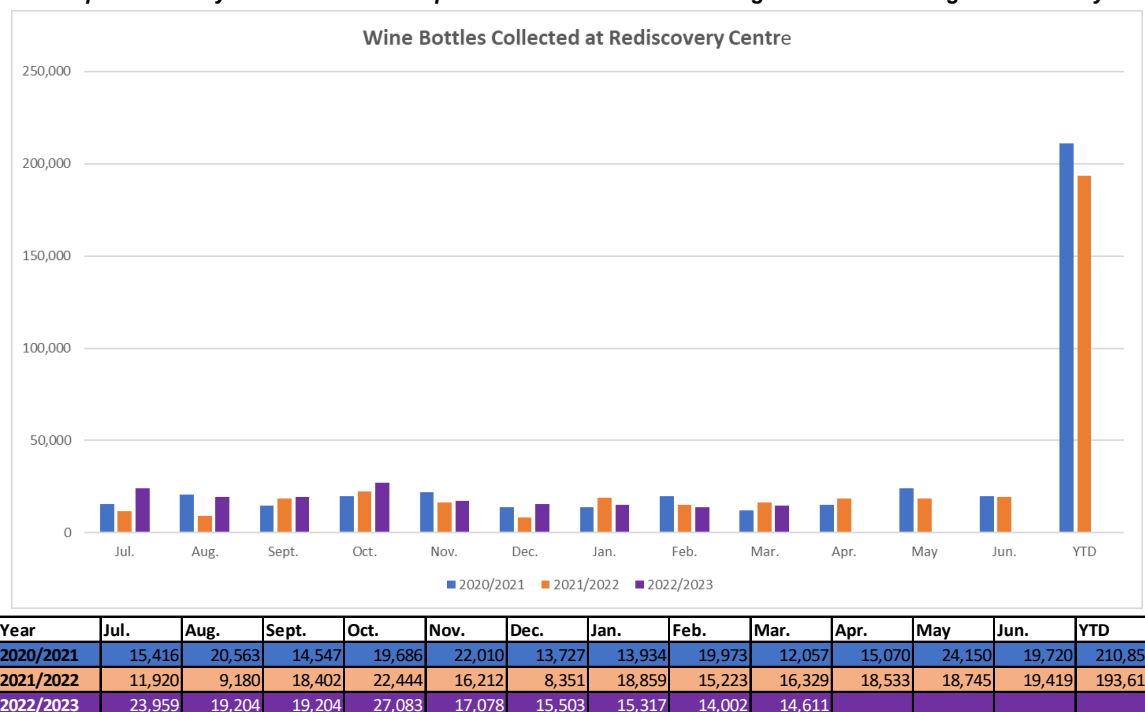 Wine Bottles Collected at Rediscovery Centre
250,000
200,000
150,000
100,000
50,000
0
Jul. Aug. Sept. Oct. Nov. Dec. Jan. Feb. Mar. Apr. May Jun. YTD
2020/2021 2021/2022 2022/2023
Year Jul. Aug. Sept. Oct. Nov. Dec. Jan. Feb. Mar. Apr. May Jun. YTD
2020/2021 15,416 20,563 14,547 19,686 22,010 13,727 13,934 19,973 12,057 15,070 24,150 19,720 210,85
2021/2022 11,920 9,180 18,402 22,444 16,212 8,351 18,859 15,223 16,329 18,533 18,745 19,419 193,61
2022/2023 23,959 19,204 19,204 27,083 17,078 15,503 15,317 14,002 14,611